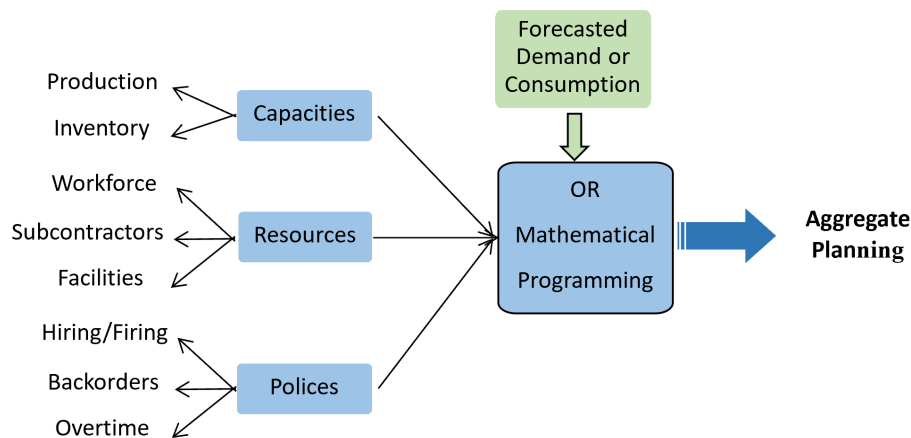 Forecasted
Demand or
Consumption
Production
Inventory
Capacities
Workforce
Subcontractors
Facilities
Resources
OR
Mathematical
Programming
Aggregate
Planning
Hiring/Firing
Backorders
Overtime
Polices